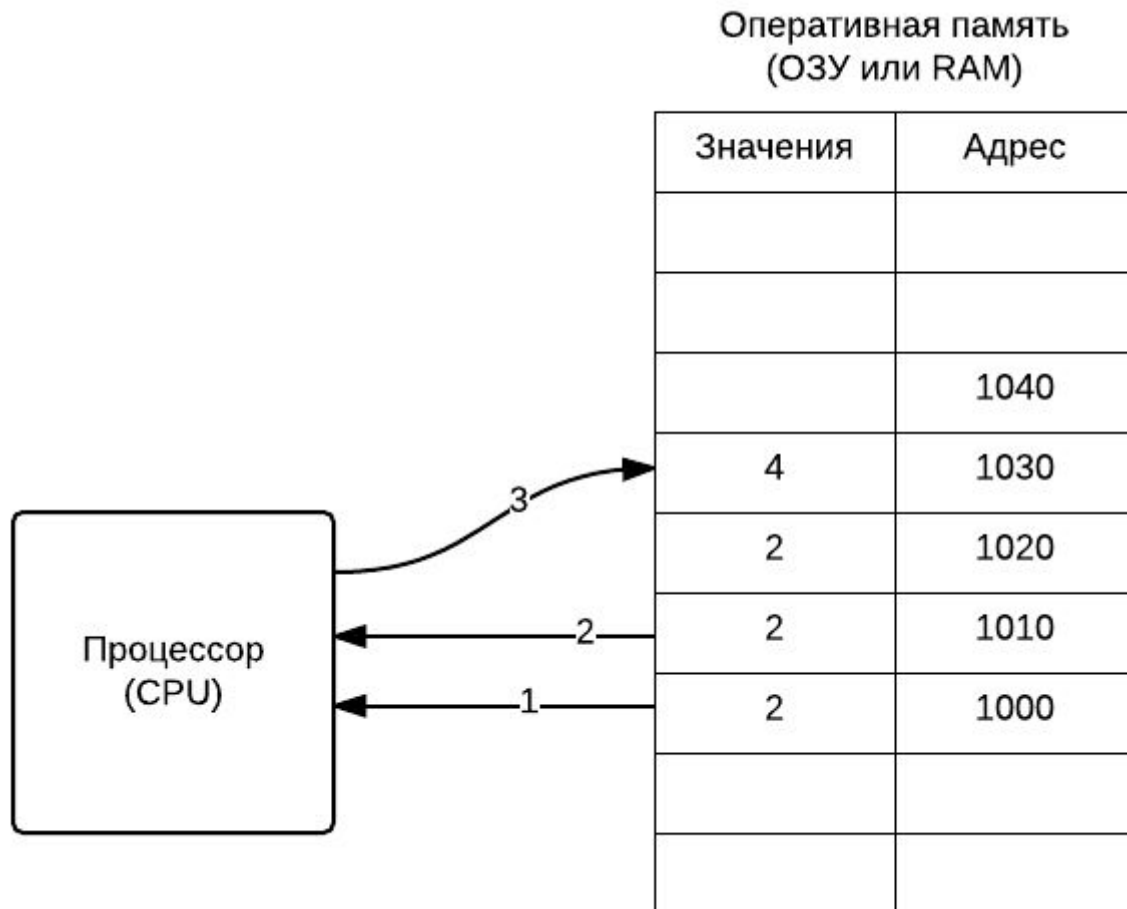 Оперативная память
(ОЗУ или RAM)
Значения Адрес
1040
4 1030
3
2 1020
2 2 1010
1 2 1000
Процессор
(CPU)